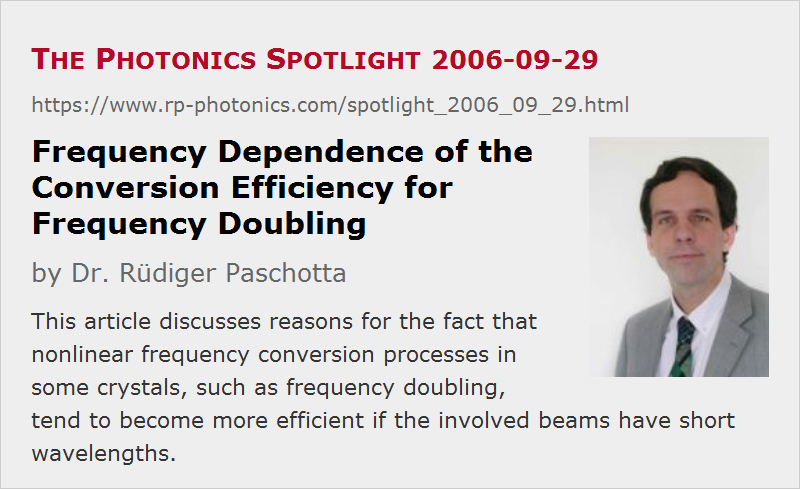 The Photonics Spotlight 2006-09-29
https://www.rp-photonics.com/spotlight_2006_09_29.html
Frequency Dependence of the
Conversion Efficiency for
Frequency Doubling
by Dr. Rüdiger Paschotta
This article discusses reasons for the fact that
nonlinear frequency conversion processes in
some crystals, such as frequency doubling,
tend to become more efficient if the involved beams have short
wavelengths.